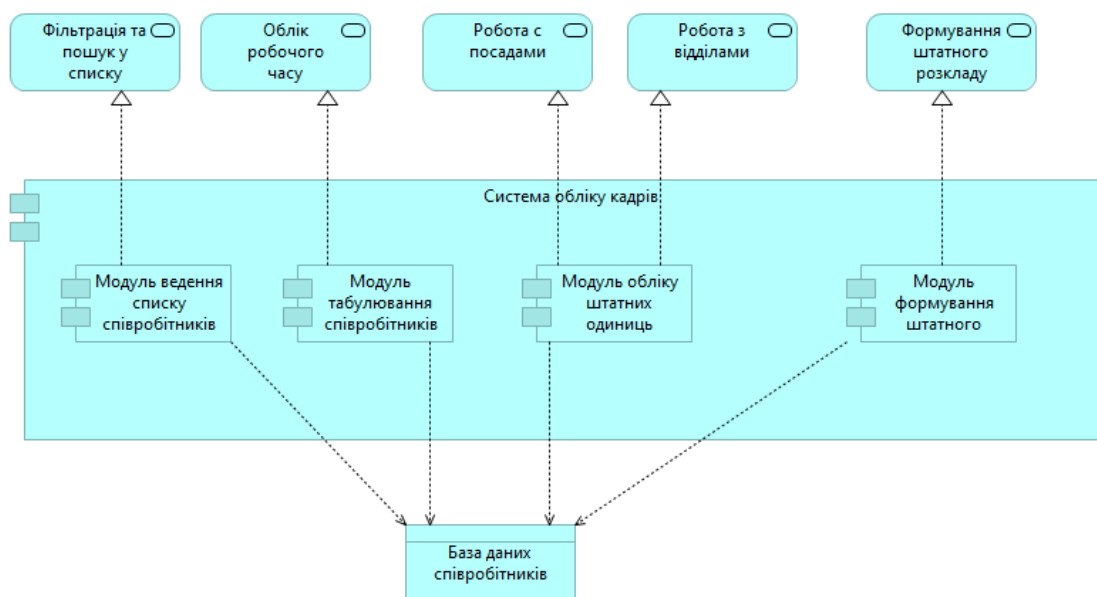 Фільтрація та
пошук у
списку
Облік
робочого
часу
Робота с
посадами
Робота з
відділами
Формування
штатного
розкладу
Система обліку кадрів
Модуль ведення
списку
співробітників
Модуль
табулювання
співробітників
Модуль обліку
штатних
одиниць
Модуль
формування
штатного
База даних
співробітників